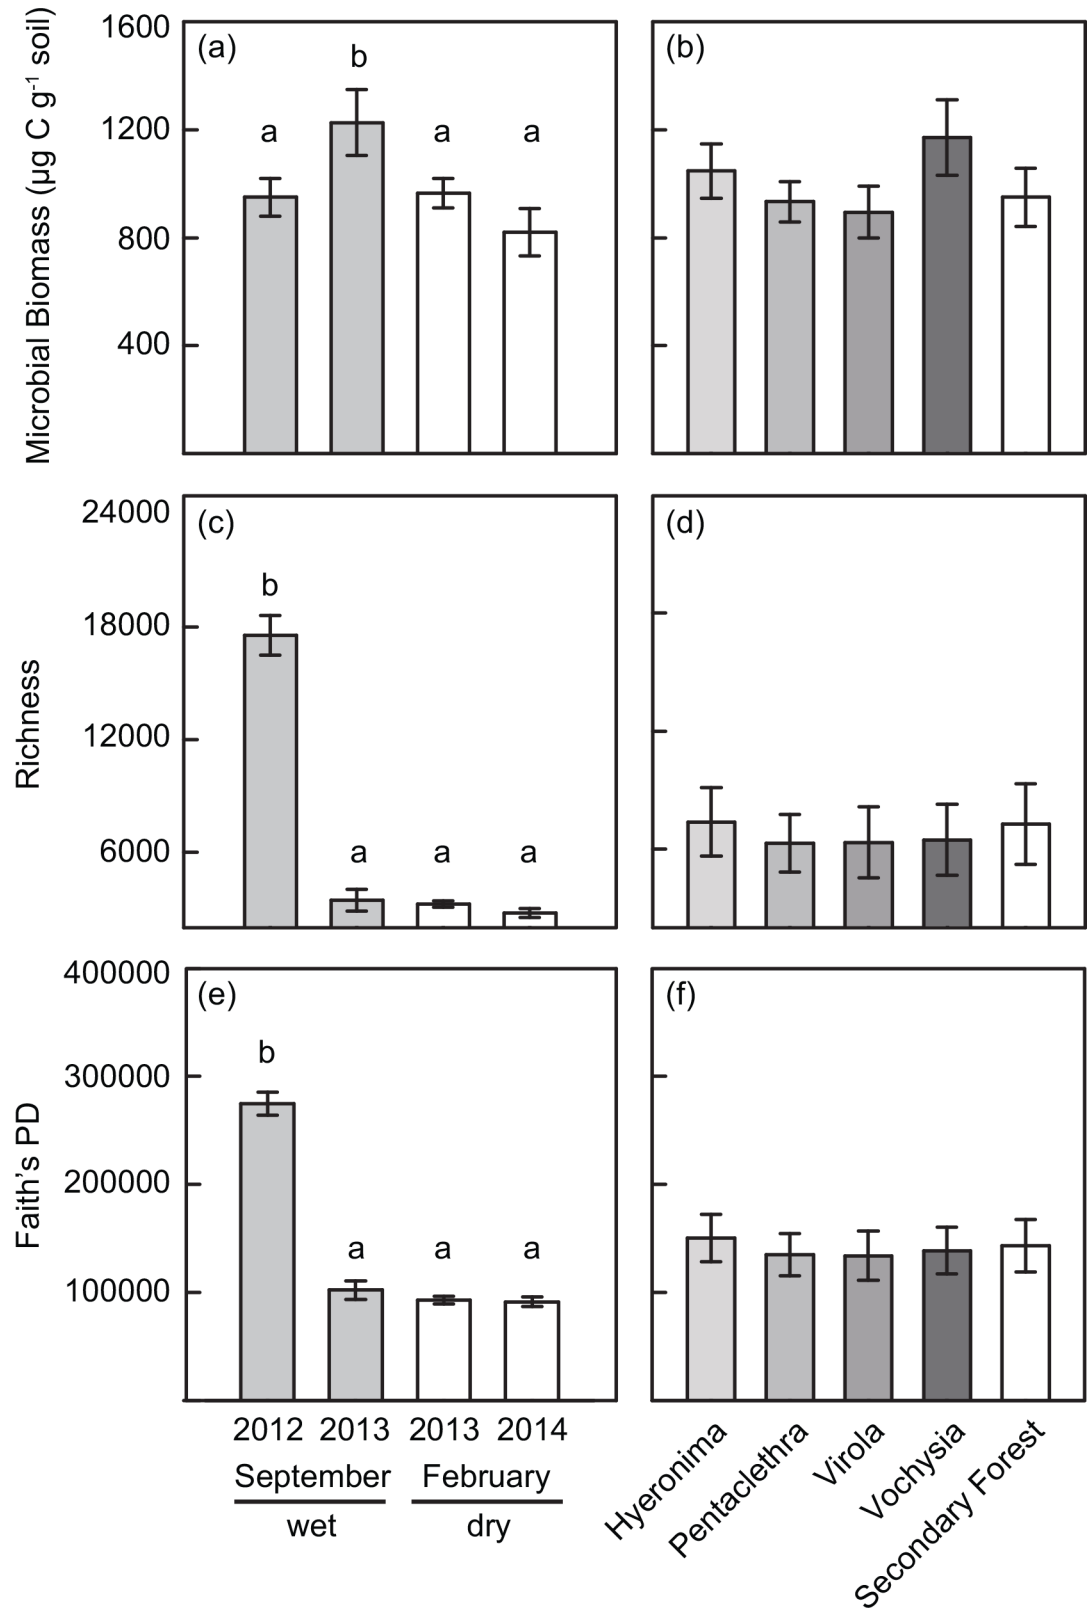 Microbial Biomass (µg C g⁻¹ soil)
1600
1200
800
400
(a)
a
b
a
a
(b)
Richness
24000
18000
12000
6000
(c)
b
a
a
a
(d)
Faith's PD
400000
300000
200000
100000
(e)
b
a
a
a
(f)
2012 2013 2013 2014
September February
wet dry
Hyeronima
Pentaclethra
Virola
Vochysia
Secondary Forest